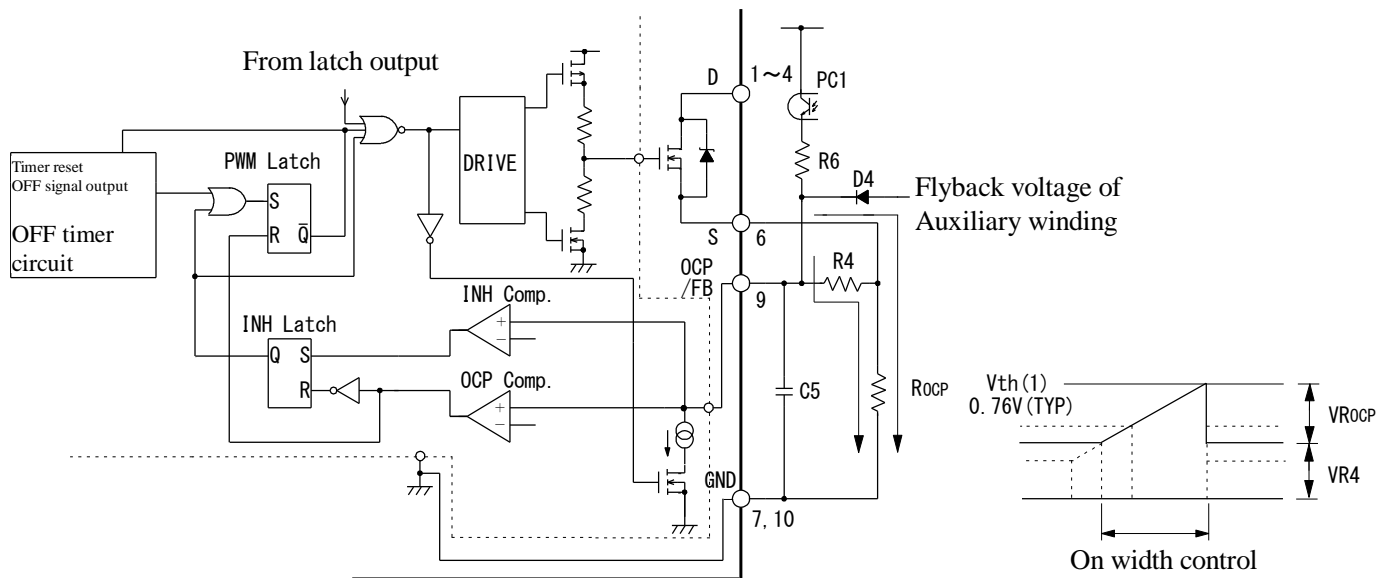 From latch output
Timer reset
OFF signal output
OFF timer
circuit
PWM Latch
S
R Q̅
DRIVE
D
1～4
PC1
R6
D4
Flyback voltage of
Auxiliary winding
S
6
OCP
/FB
9
R4
INH Comp.
+
−
INH Latch
Q S
R
OCP Comp.
+
−
C5
ROCP
GND
7, 10
Vth(1)
0.76V(TYP)
VROCP
VR4
On width control